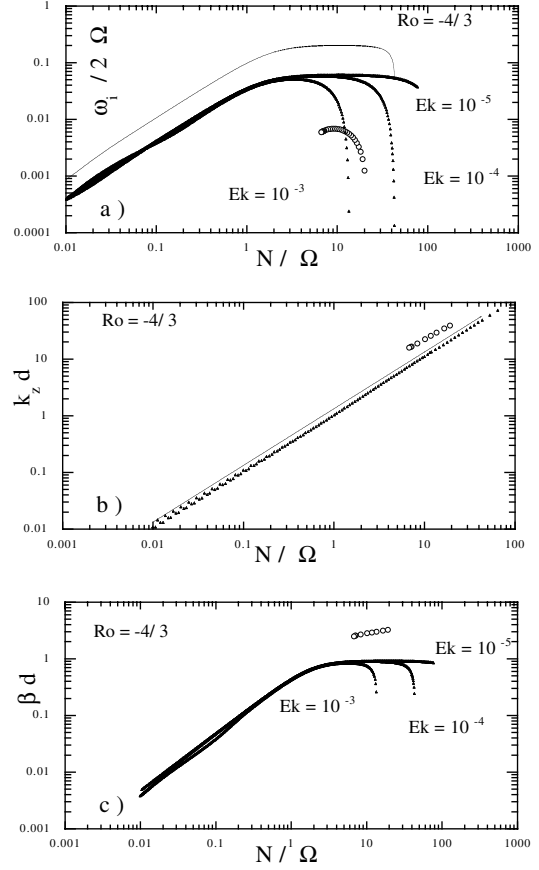 1
Ro = -4/ 3
0.1
ω i / 2 Ω
0.01
Ek = 10 -5
0.001
Ek = 10 -3
Ek = 10 -4
a )
0.0001
0.01 0.1 1 10 100 1000
N / Ω
100
Ro = -4/ 3
10
k z d
1
0.1
b )
0.01
0.001 0.01 0.1 1 10 100
N / Ω
10
Ro = -4/ 3
1
Ek = 10 -5
Ek = 10 -3
β d
0.1
Ek = 10 -4
0.01
c )
0.001
0.001 0.01 0.1 1 10 100 1000
N / Ω